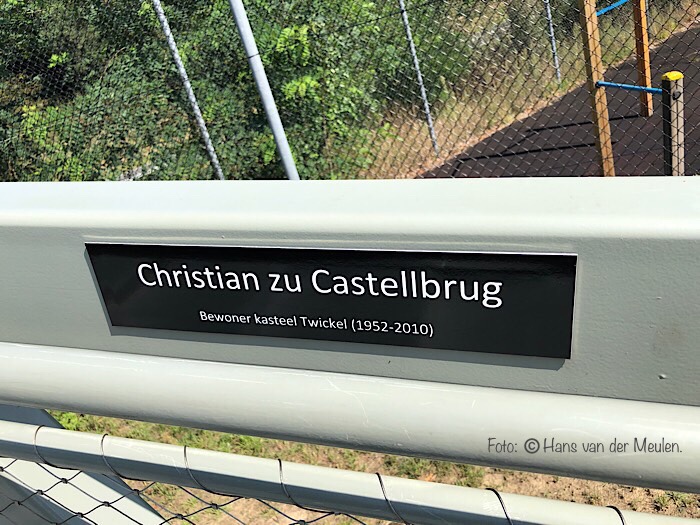 Christian zu Castellbrug
Bewoner kasteel Twickel (1952-2010)
Foto: © Hans van der Meulen.